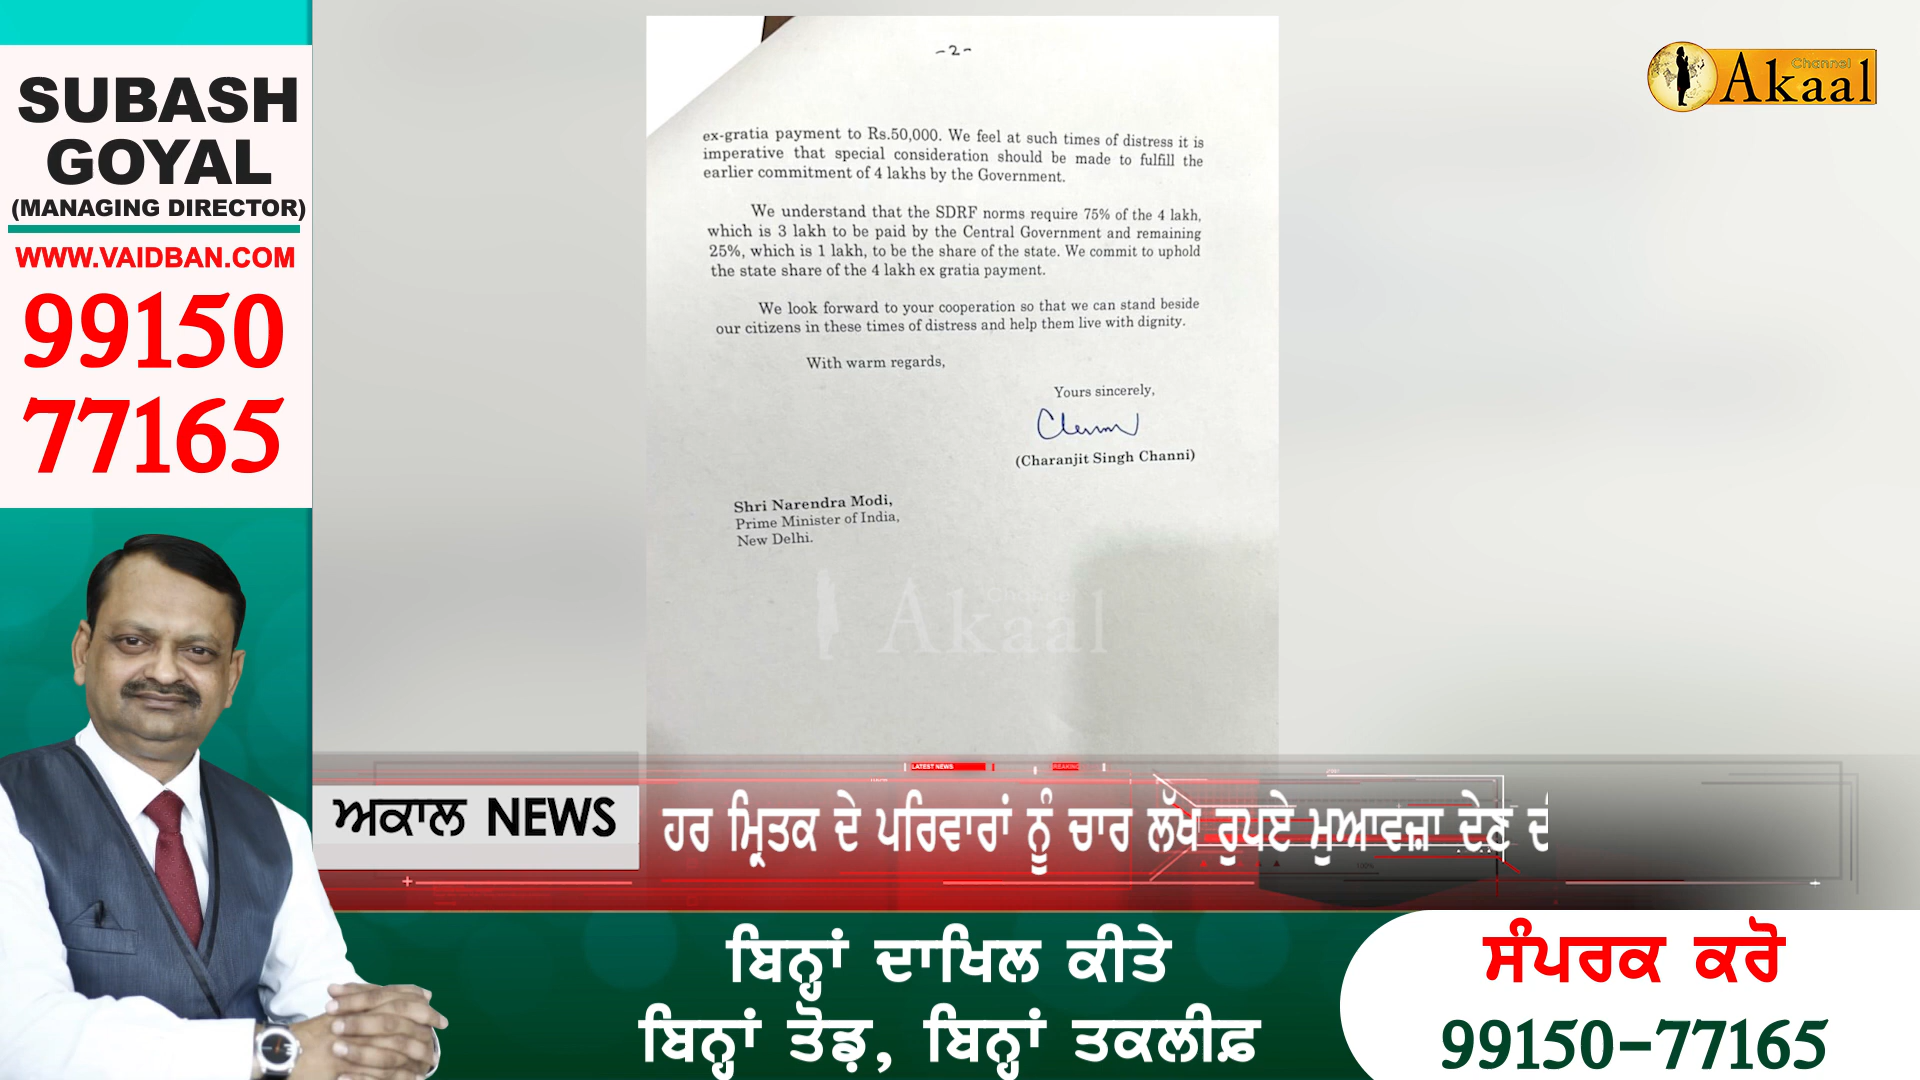 SUBASH
GOYAL
(MANAGING DIRECTOR)
WWW.VAIDBAN.COM
99150
77165
-2-
ex-gratia payment to Rs.50,000. We feel at such times of distress it is
imperative that special consideration should be made to fulfill the
earlier commitment of 4 lakhs by the Government.
We understand that the SDRF norms require 75% of the 4 lakh,
which is 3 lakh to be paid by the Central Government and remaining
25%, which is 1 lakh, to be the share of the state. We commit to uphold
the state share of the 4 lakh ex gratia payment.
We look forward to your cooperation so that we can stand beside
our citizens in these times of distress and help them live with dignity.
With warm regards,
Yours sincerely,
(Charanjit Singh Channi)
Shri Narendra Modi,
Prime Minister of India,
New Delhi.
Channel
Akaal
Channel
Akaal
LATEST NEWS
ਅਕਾਲ NEWS
ਹਰ ਮ੍ਰਿਤਕ ਦੇ ਪਰਿਵਾਰਾਂ ਨੂੰ ਚਾਰ ਲੱਖ ਰੁਪਏ ਮੁਆਵਜ਼ਾ ਦੇਣ
ਬਿਨ੍ਹਾਂ ਦਾਖਿਲ ਕੀਤੇ
ਬਿਨ੍ਹਾਂ ਤੋੜ, ਬਿਨ੍ਹਾਂ ਤਕਲੀਫ਼
ਸੰਪਰਕ ਕਰੋ
99150-77165